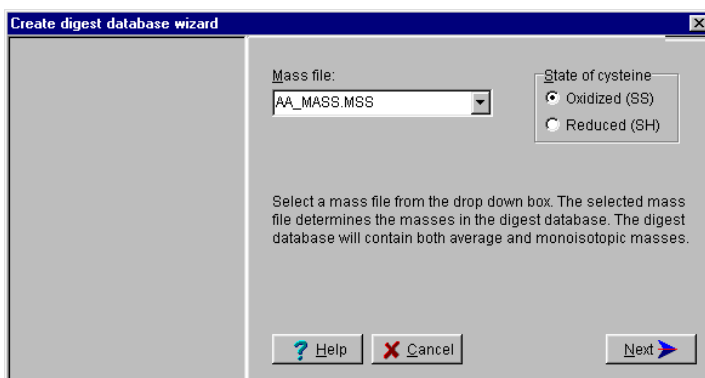 Create digest database wizard
Mass file:
AA_MASS.MSS
State of cysteine
Oxidized (SS)
Reduced (SH)
Select a mass file from the drop down box. The selected mass
file determines the masses in the digest database. The digest
database will contain both average and monoisotopic masses.
? Help
Cancel
Next